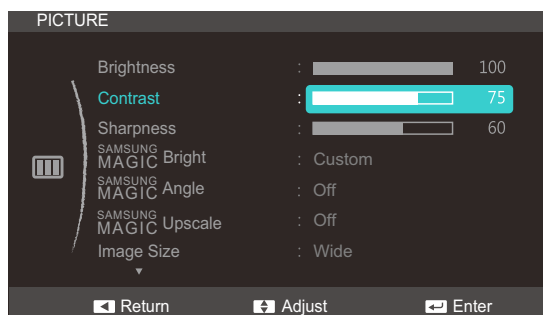 PICTURE
Brightness : 100
Contrast : 75
Sharpness : 60
SAMSUNG MAGIC Bright : Custom
SAMSUNG MAGIC Angle : Off
SAMSUNG MAGIC Upscale : Off
Image Size : Wide
Return Adjust Enter